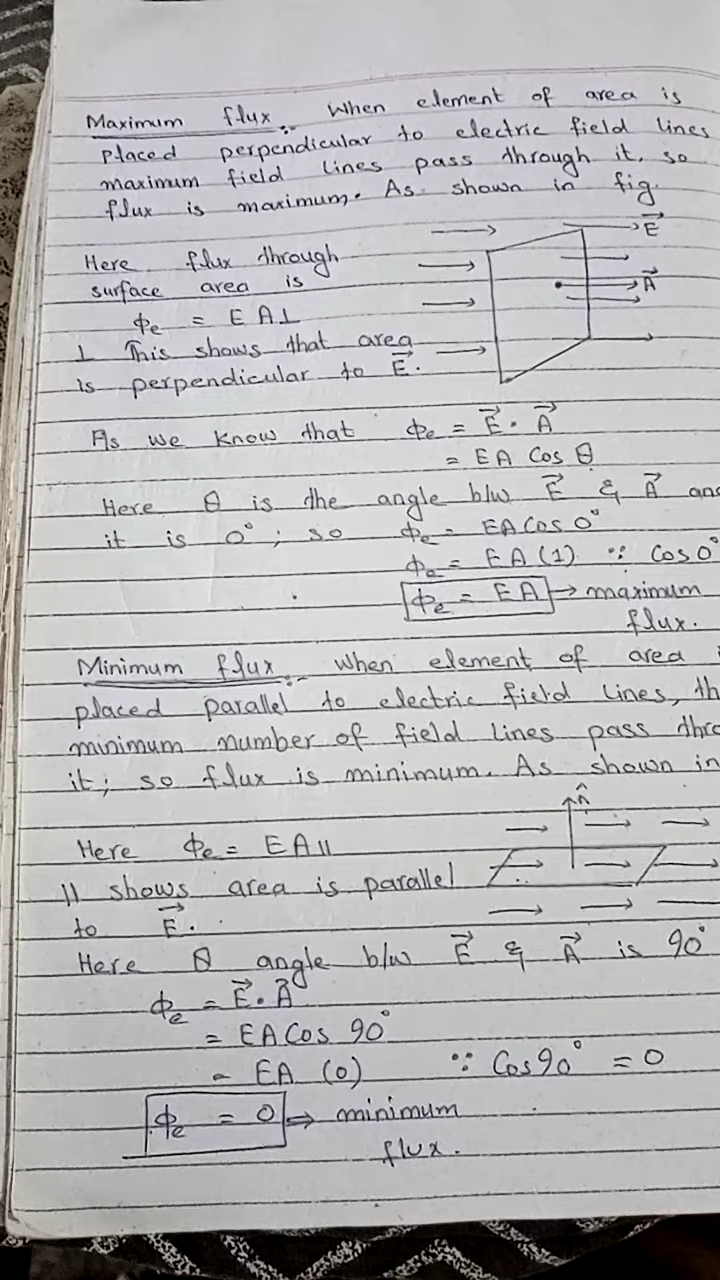 Maximum flux:- When element of area is
placed perpendicular to electric field lines
maximum field lines pass through it, so
flux is maximum. As shown in fig.
Here flux through
surface area is
ϕe = EA⊥
⊥ This shows that area
is perpendicular to E⃗.
E⃗
A⃗
As we know that ϕe = E⃗ · A⃗
= EA Cos θ
Here θ is the angle b/w E⃗ & A⃗ and
it is 0°; so ϕe = EA Cos 0°
ϕe = EA (1) ∵ Cos 0°
ϕe = EA → maximum
flux.
Minimum flux:- When element of area
placed parallel to electric field lines,
minimum number of field lines pass
it; so flux is minimum. As shown in
n̂
Here ϕe = EA||
|| shows area is parallel
to E⃗.
Here θ angle b/w E⃗ & A⃗ is 90°
ϕe = E⃗ · A⃗
= EA Cos 90°
= EA (0) ∵ Cos 90° = 0
ϕe = 0 ⇒ minimum
flux.